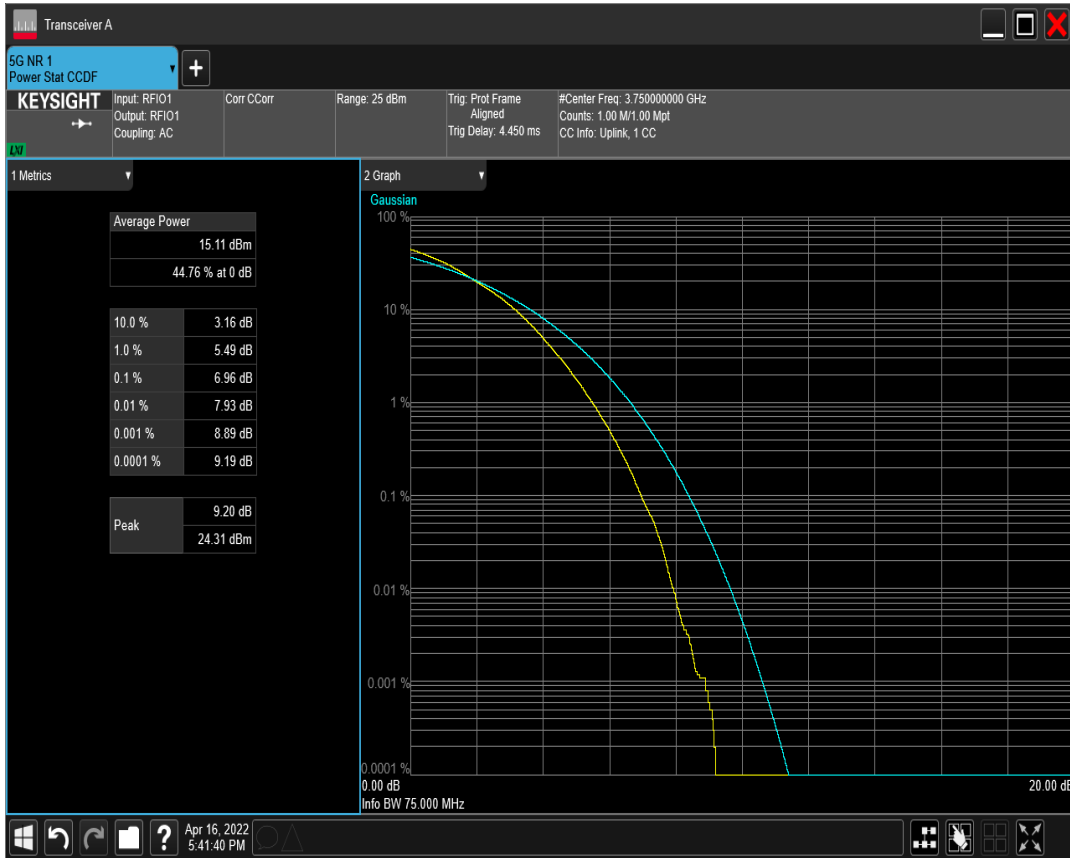 Transceiver A
5G NR 1
Power Stat CCDF
KEYSIGHT
LXI
Input: RFIO1
Output: RFIO1
Coupling: AC
Corr CCorr
Range: 25 dBm
Trig: Prot Frame
Aligned
Trig Delay: 4.450 ms
#Center Freq: 3.750000000 GHz
Counts: 1.00 M/1.00 Mpt
CC Info: Uplink, 1 CC
1 Metrics
Average Power
15.11 dBm
44.76 % at 0 dB
10.0 % 3.16 dB
1.0 % 5.49 dB
0.1 % 6.96 dB
0.01 % 7.93 dB
0.001 % 8.89 dB
0.0001 % 9.19 dB
Peak
9.20 dB
24.31 dBm
2 Graph
Gaussian
100 %
10 %
1 %
0.1 %
0.01 %
0.001 %
0.0001 %
0.00 dB 20.00 dB
Info BW 75.000 MHz
? Apr 16, 2022
5:41:40 PM